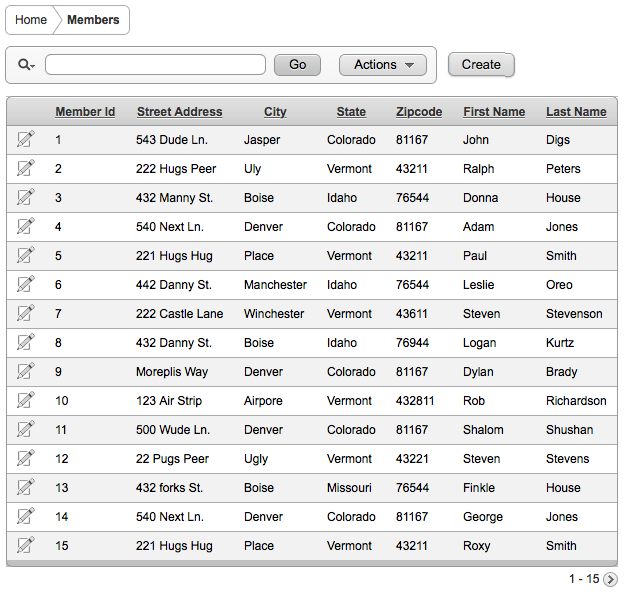 Home Members
Go Actions Create
Member Id Street Address City State Zipcode First Name Last Name
1 543 Dude Ln. Jasper Colorado 81167 John Digs
2 222 Hugs Peer Uly Vermont 43211 Ralph Peters
3 432 Manny St. Boise Idaho 76544 Donna House
4 540 Next Ln. Denver Colorado 81167 Adam Jones
5 221 Hugs Hug Place Vermont 43211 Paul Smith
6 442 Danny St. Manchester Idaho 76544 Leslie Oreo
7 222 Castle Lane Winchester Vermont 43611 Steven Stevenson
8 432 Danny St. Boise Idaho 76944 Logan Kurtz
9 Moreplis Way Denver Colorado 81167 Dylan Brady
10 123 Air Strip Airpore Vermont 432811 Rob Richardson
11 500 Wude Ln. Denver Colorado 81167 Shalom Shushan
12 22 Pugs Peer Ugly Vermont 43221 Steven Stevens
13 432 forks St. Boise Missouri 76544 Finkle House
14 540 Next Ln. Denver Colorado 81167 George Jones
15 221 Hugs Hug Place Vermont 43211 Roxy Smith
1 - 15